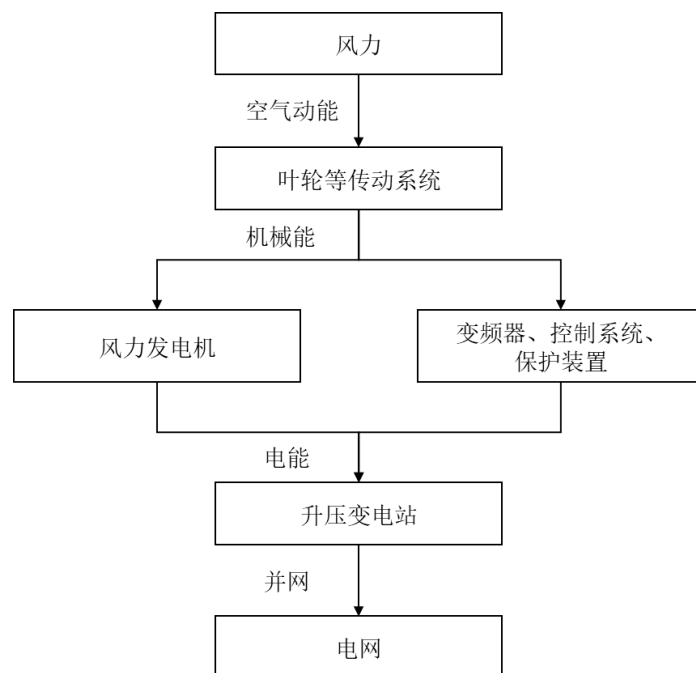 风力
空气动能
叶轮等传动系统
机械能
风力发电机
变频器、控制系统、
保护装置
电能
升压变电站
并网
电网